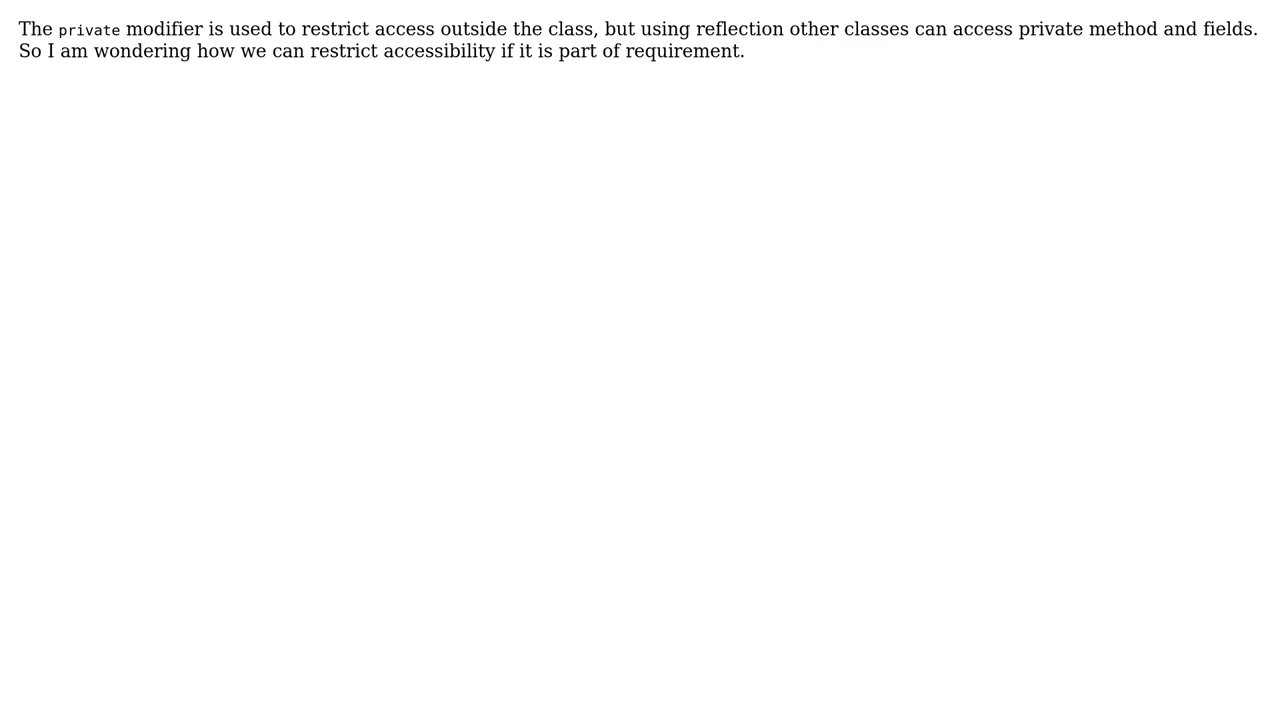 The private modifier is used to restrict access outside the class, but using reflection other classes can access private method and fields.
So I am wondering how we can restrict accessibility if it is part of requirement.